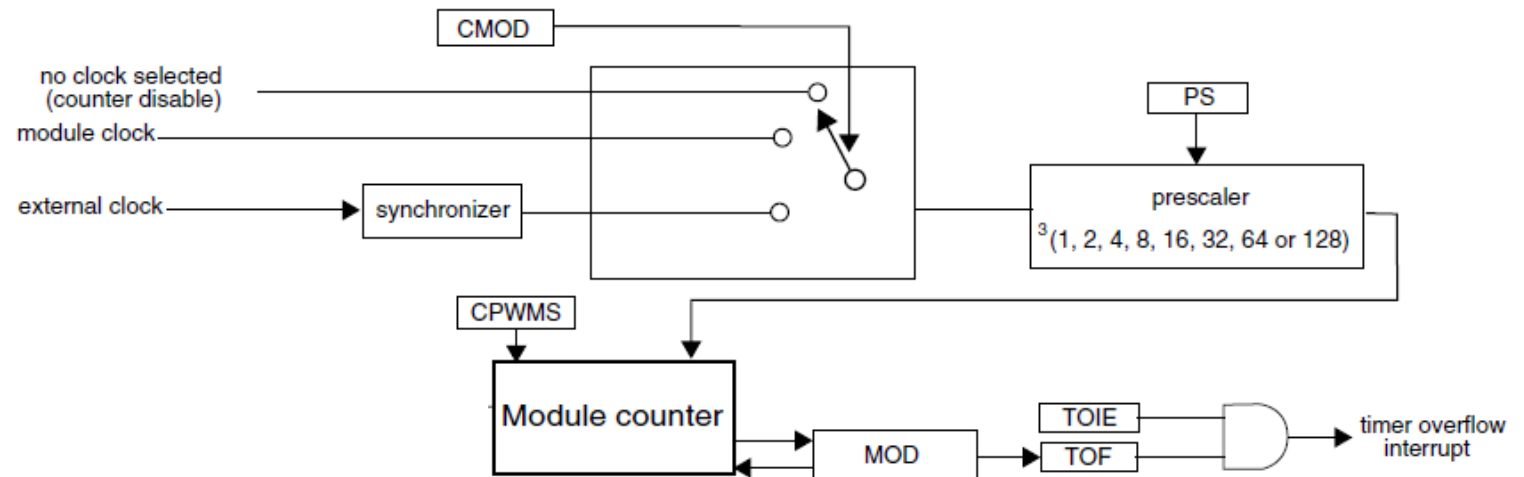 CMOD
no clock selected
(counter disable)
module clock
PS
external clock
synchronizer
prescaler
3(1, 2, 4, 8, 16, 32, 64 or 128)
CPWMS
Module counter
MOD
TOIE
TOF
timer overflow
interrupt